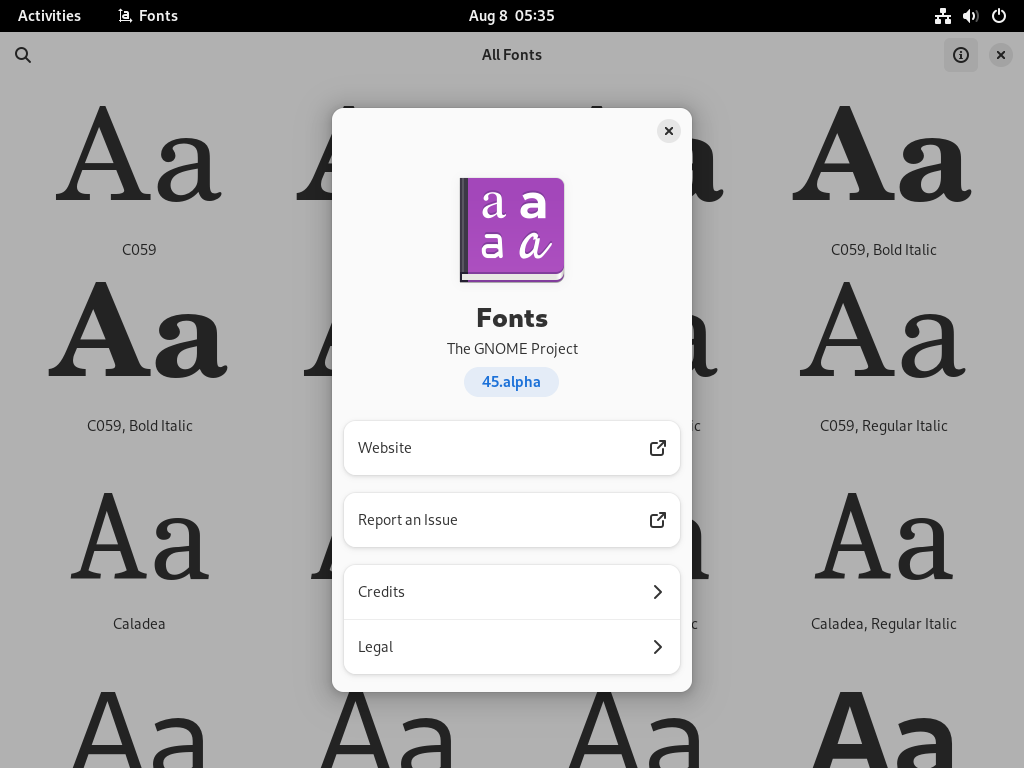 Activities
Fonts
Aug 8 05:35
All Fonts
Aa
Aa
C059
C059, Bold Italic
Aa
Aa
C059, Bold Italic
C059, Regular Italic
Aa
Aa
Caladea
Caladea, Regular Italic
Aa
Aa
Aa
Aa
a a
a a
Fonts
The GNOME Project
45.alpha
Website
Report an Issue
Credits
Legal